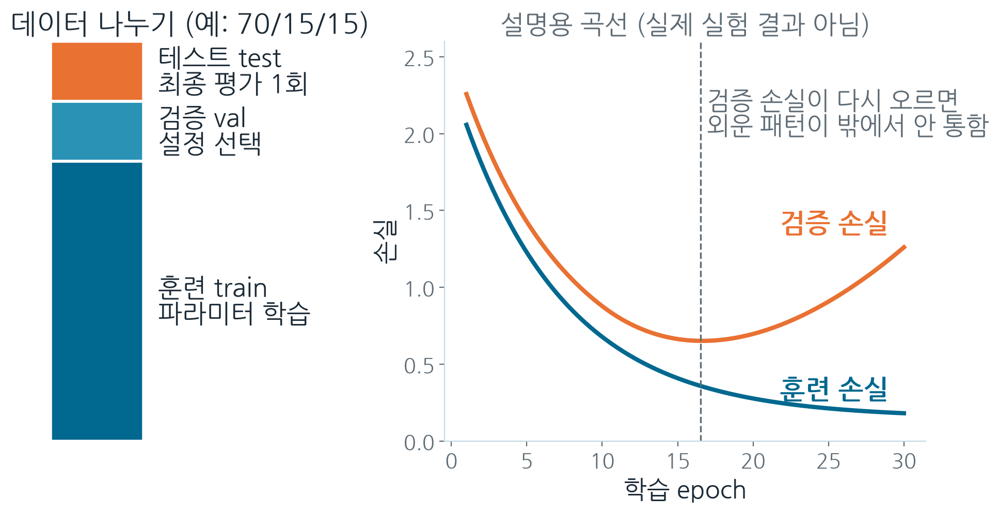 데이터 나누기 (예: 70/15/15)
테스트 test
최종 평가 1회
검증 val
설정 선택
훈련 train
파라미터 학습
설명용 곡선 (실제 실험 결과 아님)
2.5
2.0
1.5
1.0
0.5
0.0
손실
검증 손실이 다시 오르면
외운 패턴이 밖에서 안 통함
검증 손실
훈련 손실
0 5 10 15 20 25 30
학습 epoch